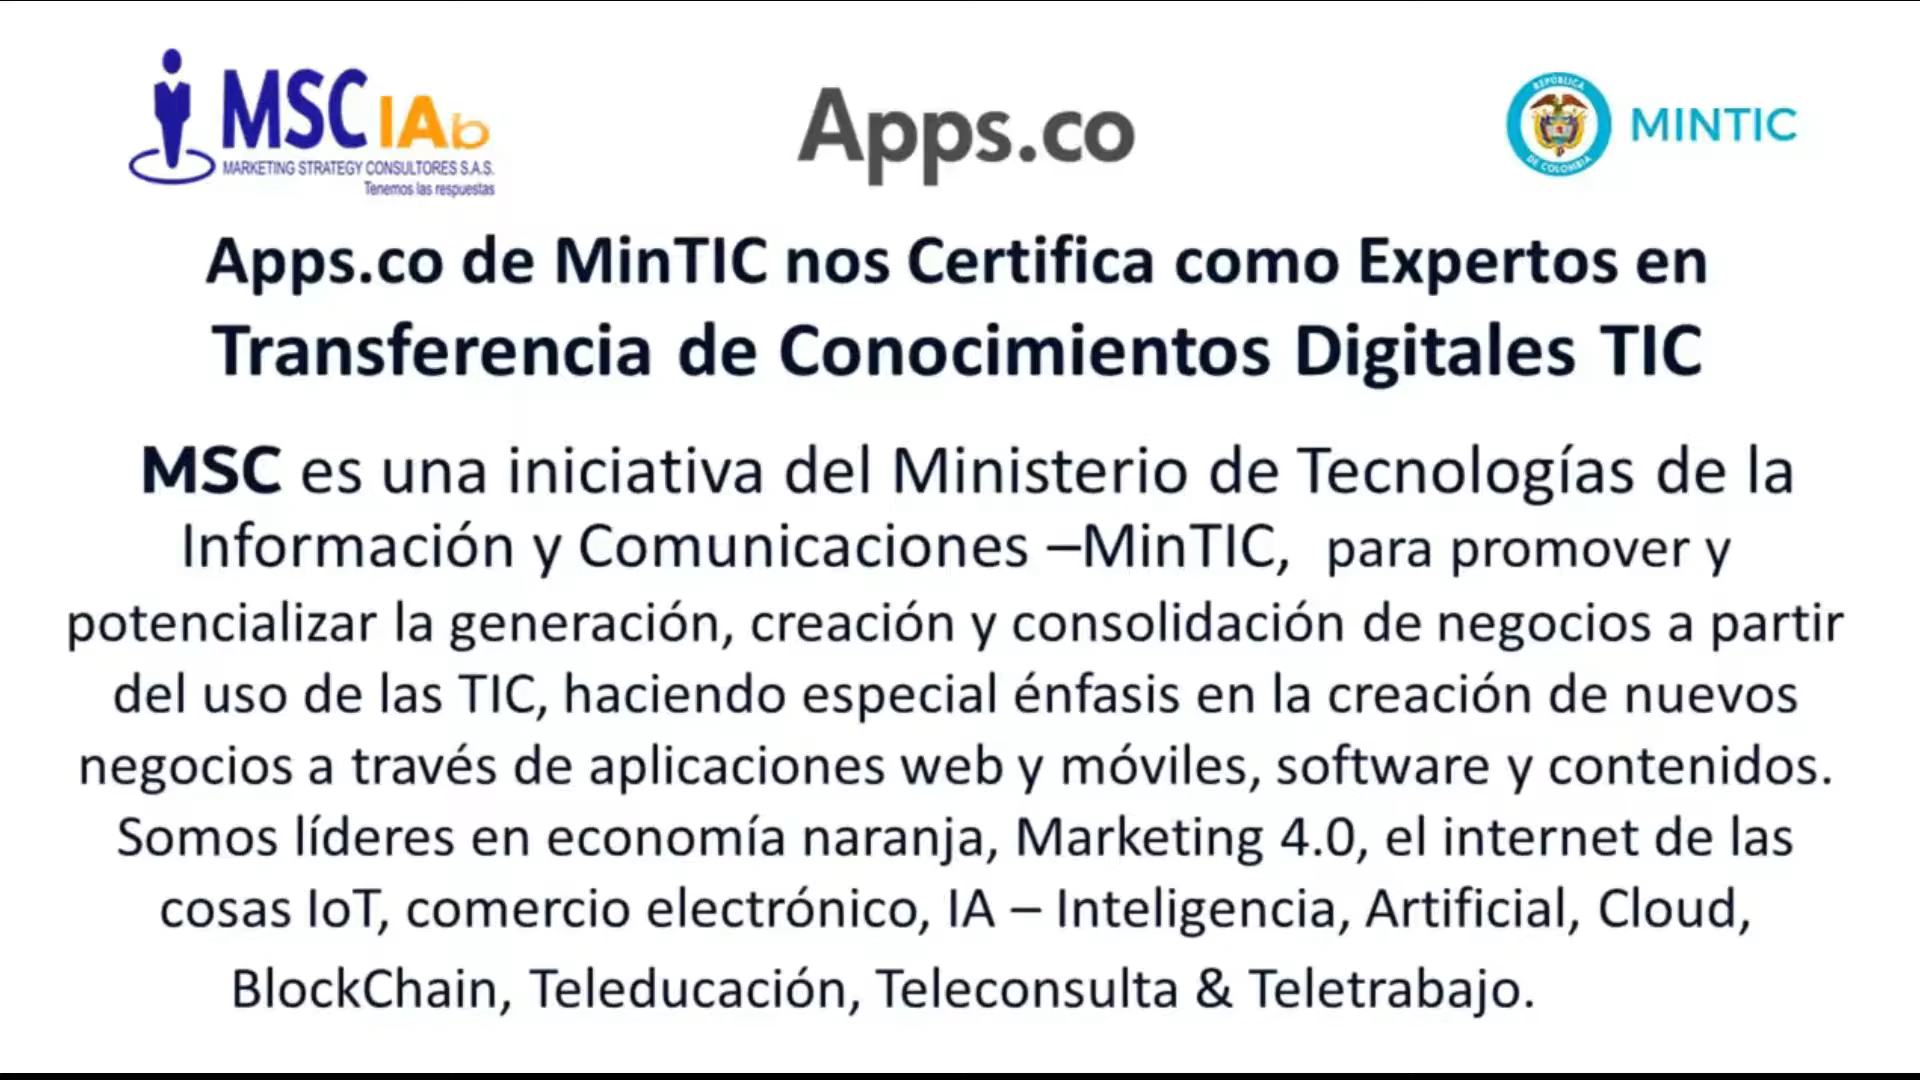 MSC IAb
MARKETING STRATEGY CONSULTORES S.A.S.
Tenemos las respuestas
Apps.co
REPÚBLICA
DE COLOMBIA
MINTIC
Apps.co de MinTIC nos Certifica como Expertos en
Transferencia de Conocimientos Digitales TIC
MSC es una iniciativa del Ministerio de Tecnologías de la
Información y Comunicaciones –MinTIC, para promover y
potencializar la generación, creación y consolidación de negocios a partir
del uso de las TIC, haciendo especial énfasis en la creación de nuevos
negocios a través de aplicaciones web y móviles, software y contenidos.
Somos líderes en economía naranja, Marketing 4.0, el internet de las
cosas IoT, comercio electrónico, IA – Inteligencia, Artificial, Cloud,
BlockChain, Teleducación, Teleconsulta & Teletrabajo.